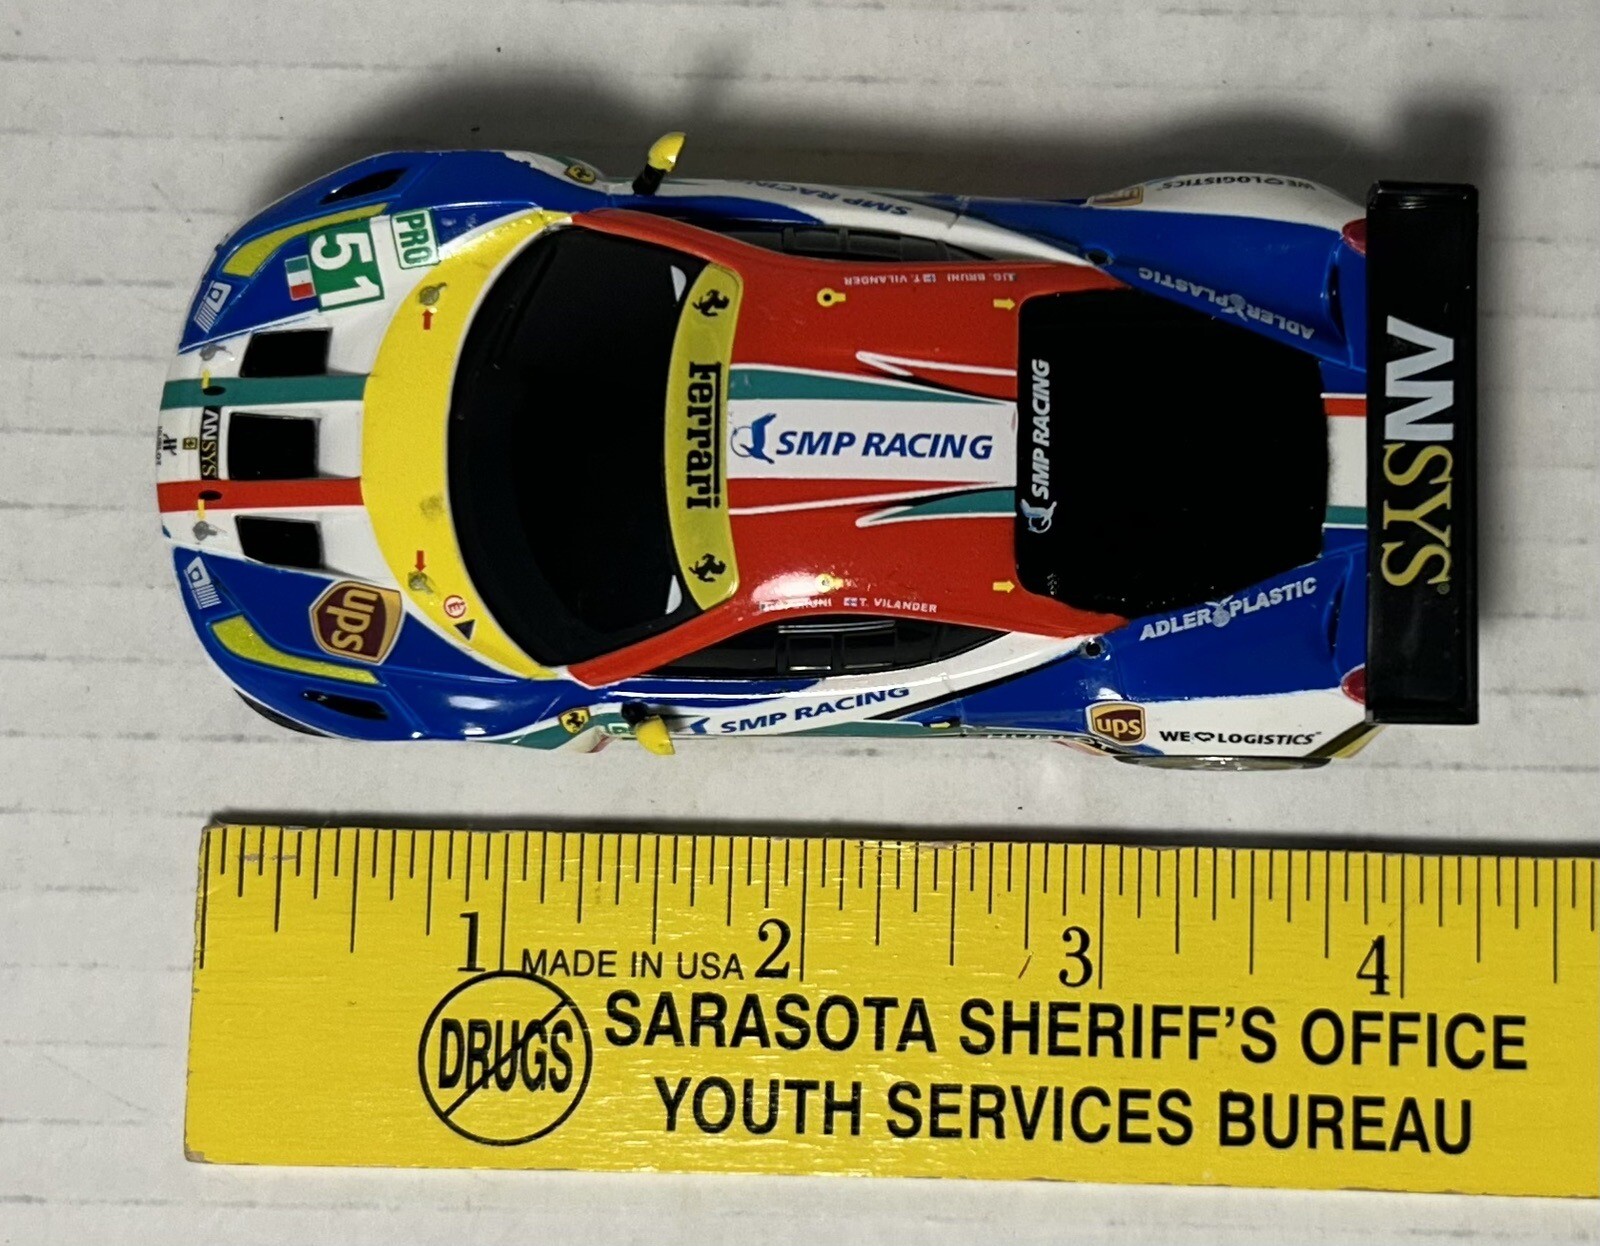 51
PRO
ANSYS
ups
Ferrari
SMP RACING
SMP RACING
T. VILANDER
G. BRUNI
T. VILANDER
SMP RACING
SMP RACING
ADLER PLASTIC
ADLER PLASTIC
WE LOGISTICS
ups
WE LOGISTICS
ANSYS
1 2 3 4
MADE IN USA
DRUGS
SARASOTA SHERIFF'S OFFICE
YOUTH SERVICES BUREAU